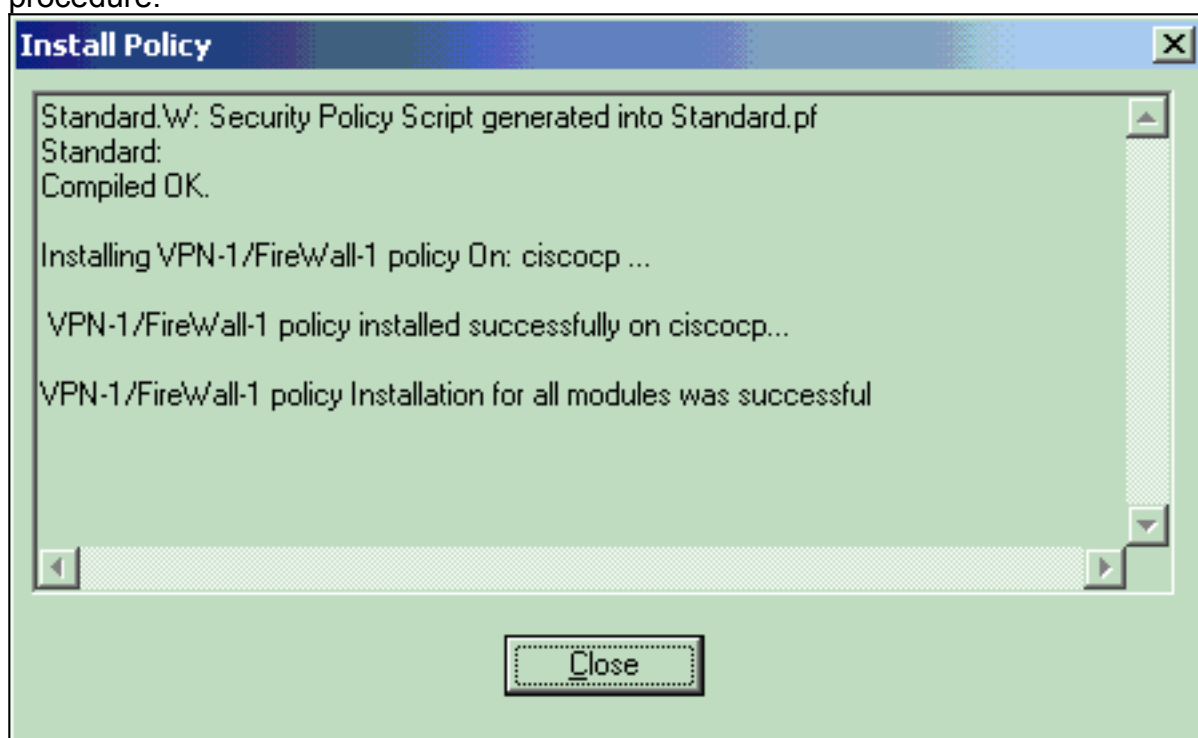 procedure.
Install Policy
Standard.W: Security Policy Script generated into Standard.pf
Standard:
Compiled OK.
Installing VPN-1/FireWall-1 policy On: ciscocp ...
VPN-1/FireWall-1 policy installed successfully on ciscocp...
VPN-1/FireWall-1 policy Installation for all modules was successful
Close